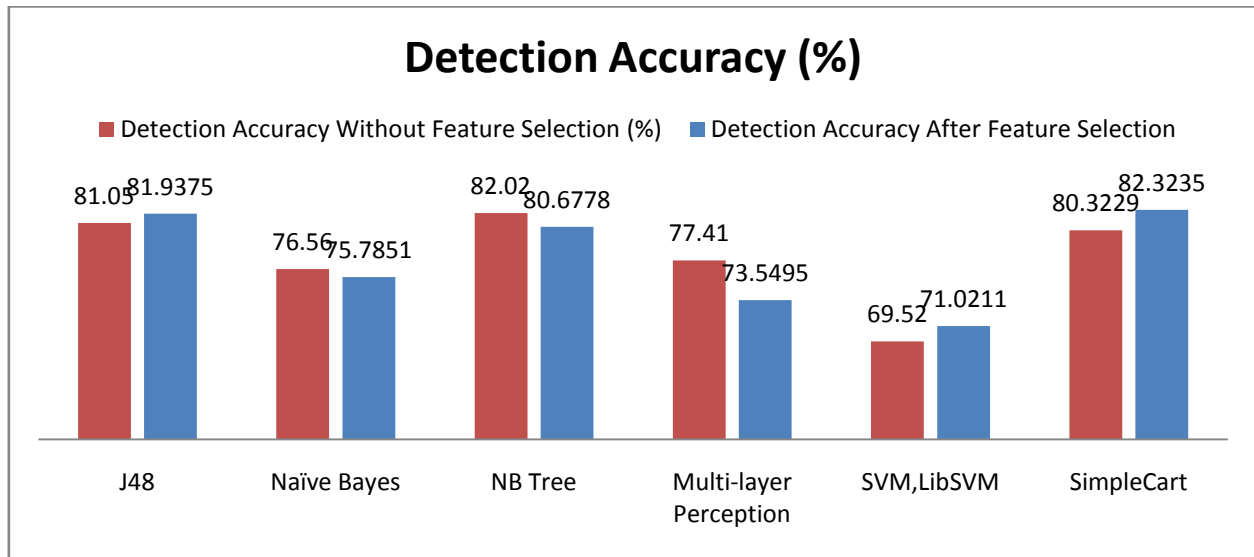 Detection Accuracy (%)
Detection Accuracy Without Feature Selection (%) Detection Accuracy After Feature Selection
81.05 81.9375 76.56 75.7851 82.02 80.6778 77.41 73.5495 69.52 71.0211 80.3229 82.3235
J48 Naïve Bayes NB Tree Multi-layer SVM,LibSVM SimpleCart
Perception